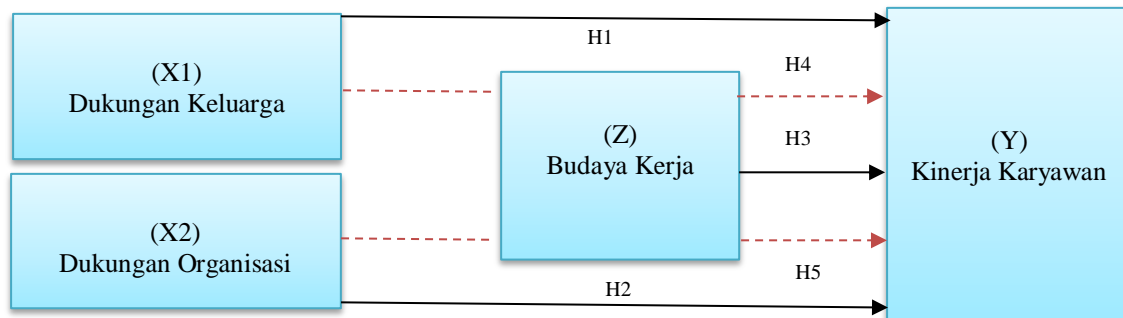 H1
(X1)
Dukungan Keluarga
H4
(Z)
Budaya Kerja
H3
(Y)
Kinerja Karyawan
(X2)
Dukungan Organisasi
H5
H2